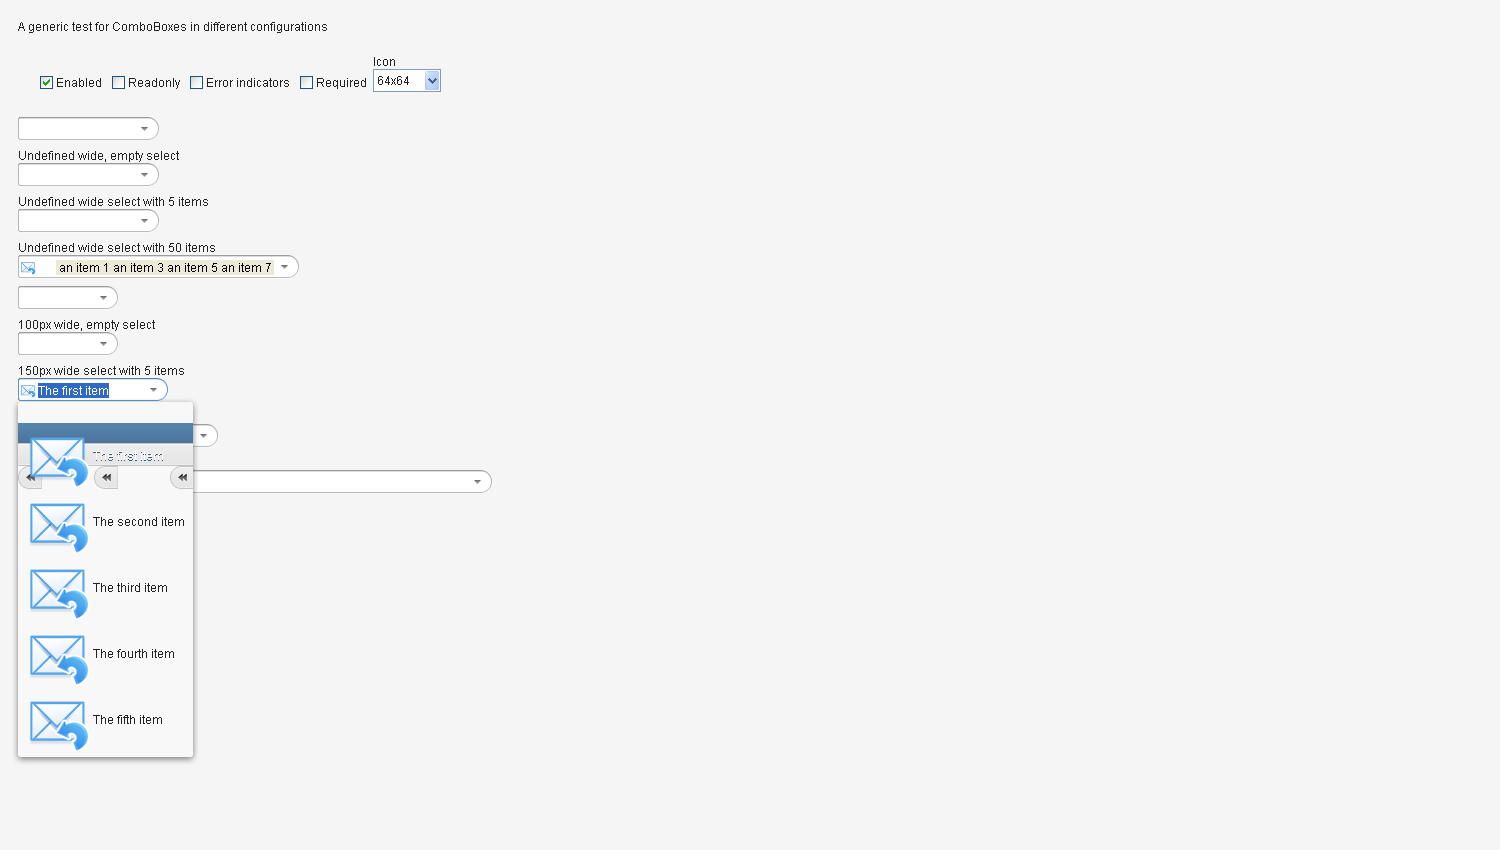 A generic test for ComboBoxes in different configurations
Icon
Enabled Readonly Error indicators Required 64x64
Undefined wide, empty select
Undefined wide select with 5 items
Undefined wide select with 50 items
an item 1 an item 3 an item 5 an item 7
100px wide, empty select
150px wide select with 5 items
The first item
The first item
The second item
The third item
The fourth item
The fifth item